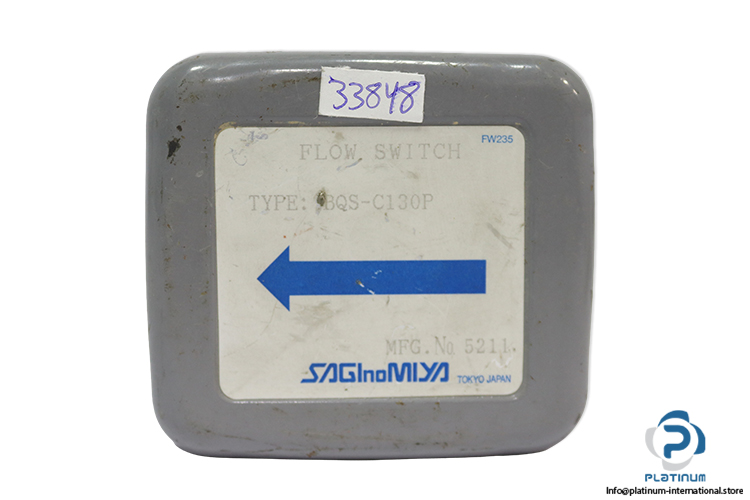 33848
FW235
FLOW SWITCH
TYPE: BQS-C130P
MFG. No 5211.
SAGInoMIYA TOKYO JAPAN
PLATINUM
Info@platinum-international.store